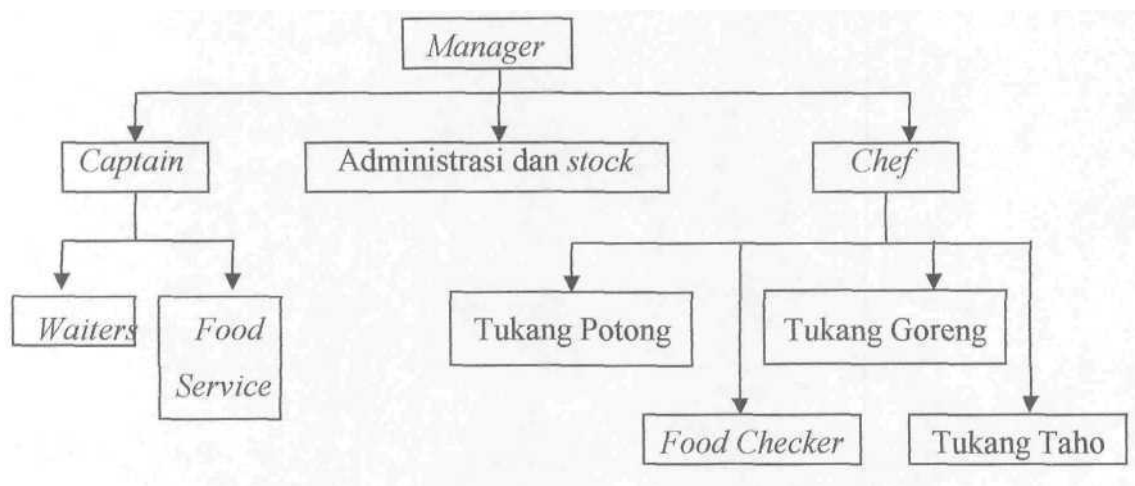 Manager
Captain
Administrasi dan stock
Chef
Waiters
Food
Service
Tukang Potong
Tukang Goreng
Food Checker
Tukang Taho